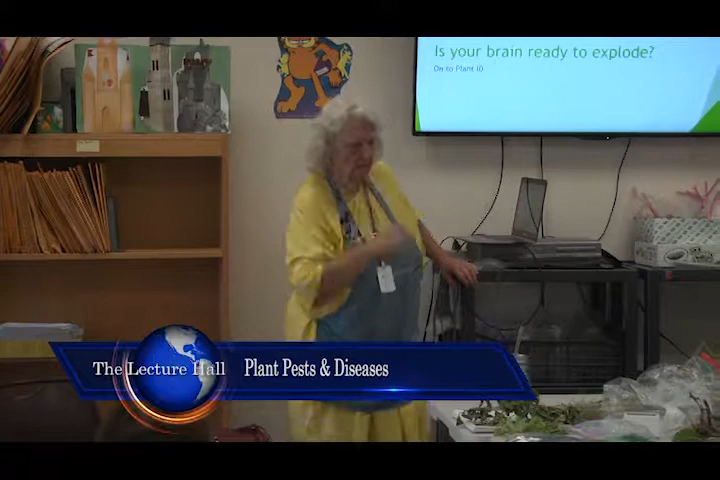 Is your brain ready to explode?
On to Plant ID
The Lecture Hall
Plant Pests & Diseases